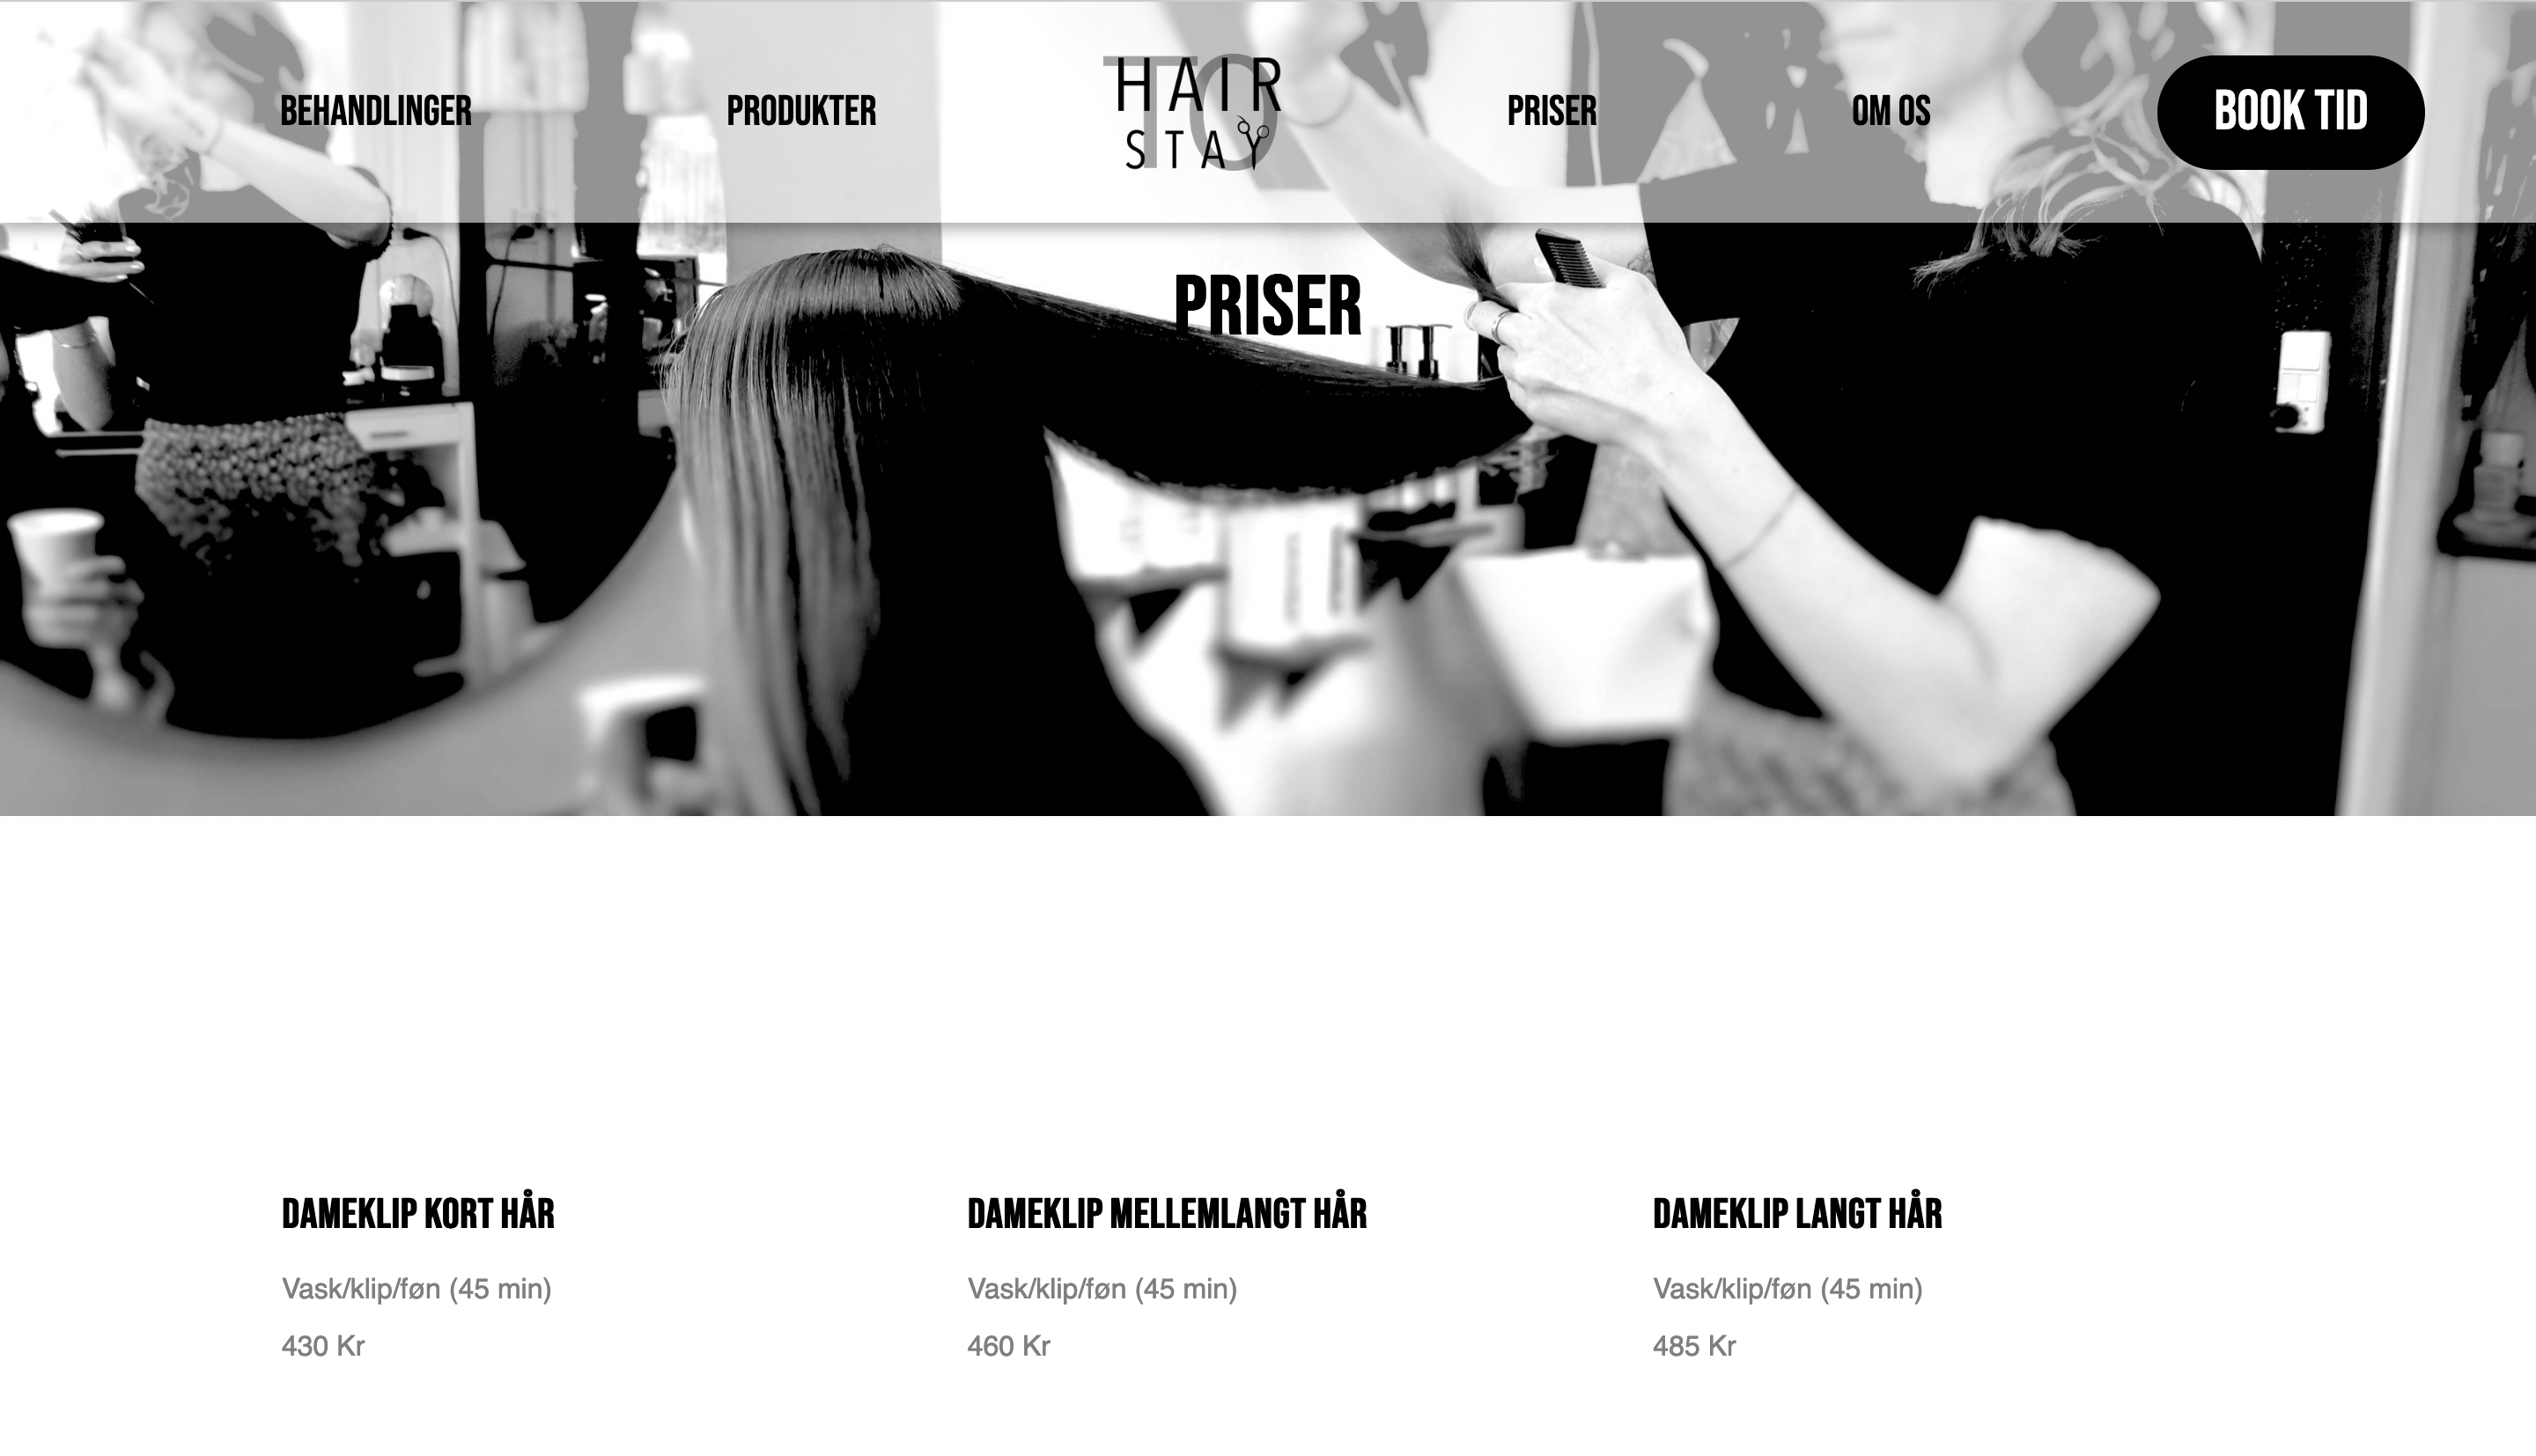 BEHANDLINGER
PRODUKTER
HAIR
TO
STAY
PRISER
OM OS
BOOK TID
PRISER
DAMEKLIP KORT HÅR
Vask/klip/føn (45 min)
430 Kr
DAMEKLIP MELLEMLANGT HÅR
Vask/klip/føn (45 min)
460 Kr
DAMEKLIP LANGT HÅR
Vask/klip/føn (45 min)
485 Kr